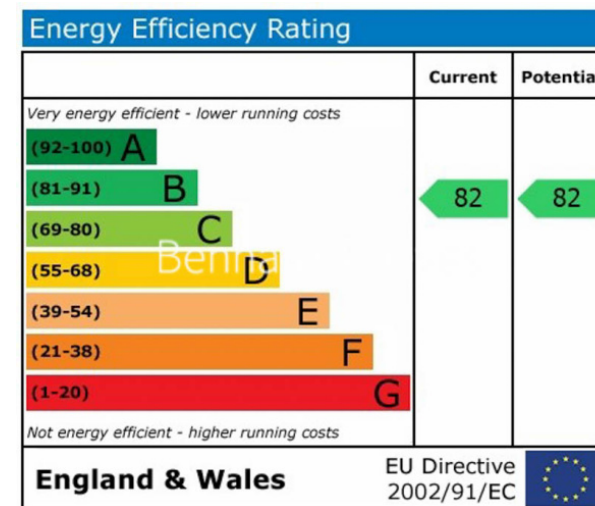 Energy Efficiency Rating
Current Potentia
Very energy efficient - lower running costs
(92-100) A
(81-91) B
82 82
(69-80) C
(55-68) D
(39-54) E
(21-38) F
(1-20) G
Not energy efficient - higher running costs
England & Wales
EU Directive
2002/91/EC